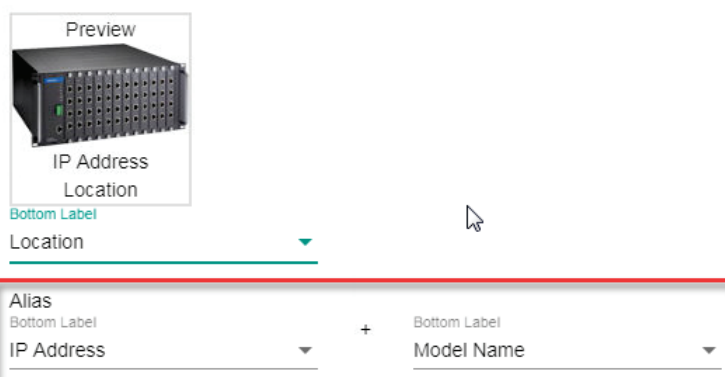 Preview
IP Address
Location
Bottom Label
Location
Alias
Bottom Label
IP Address
+
Bottom Label
Model Name